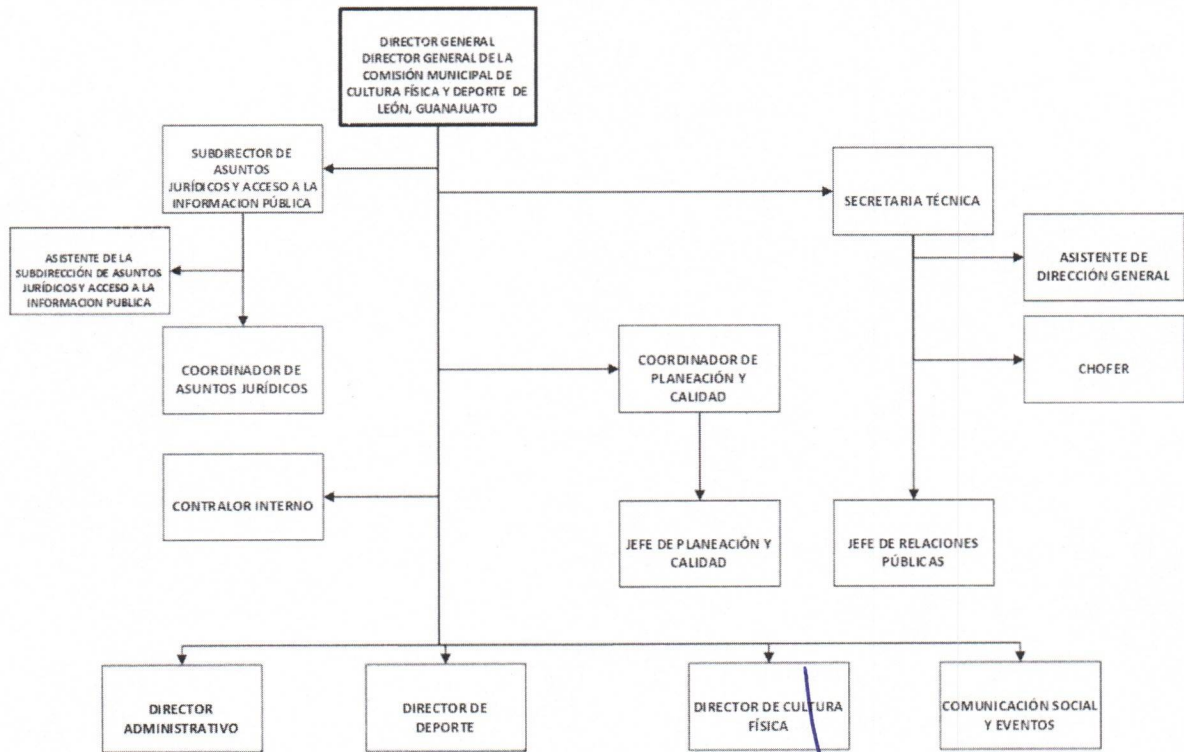 DIRECTOR GENERAL
DIRECTOR GENERAL DE LA
COMISIÓN MUNICIPAL DE
CULTURA FÍSICA Y DEPORTE DE
LEÓN, GUANAJUATO
SUBDIRECTOR DE
ASUNTOS
JURÍDICOS Y ACCESO A LA
INFORMACION PÚBLICA
SECRETARIA TÉCNICA
ASISTENTE DE LA
SUBDIRECCIÓN DE ASUNTOS
JURÍDICOS Y ACCESO A LA
INFORMACION PUBLICA
ASISTENTE DE
DIRECCIÓN GENERAL
COORDINADOR DE
ASUNTOS JURÍDICOS
COORDINADOR DE
PLANEACIÓN Y
CALIDAD
CHOFER
CONTRALOR INTERNO
JEFE DE PLANEACIÓN Y
CALIDAD
JEFE DE RELACIONES
PÚBLICAS
DIRECTOR
ADMINISTRATIVO
DIRECTOR DE
DEPORTE
DIRECTOR DE CULTURA
FÍSICA
COMUNICACIÓN SOCIAL
Y EVENTOS